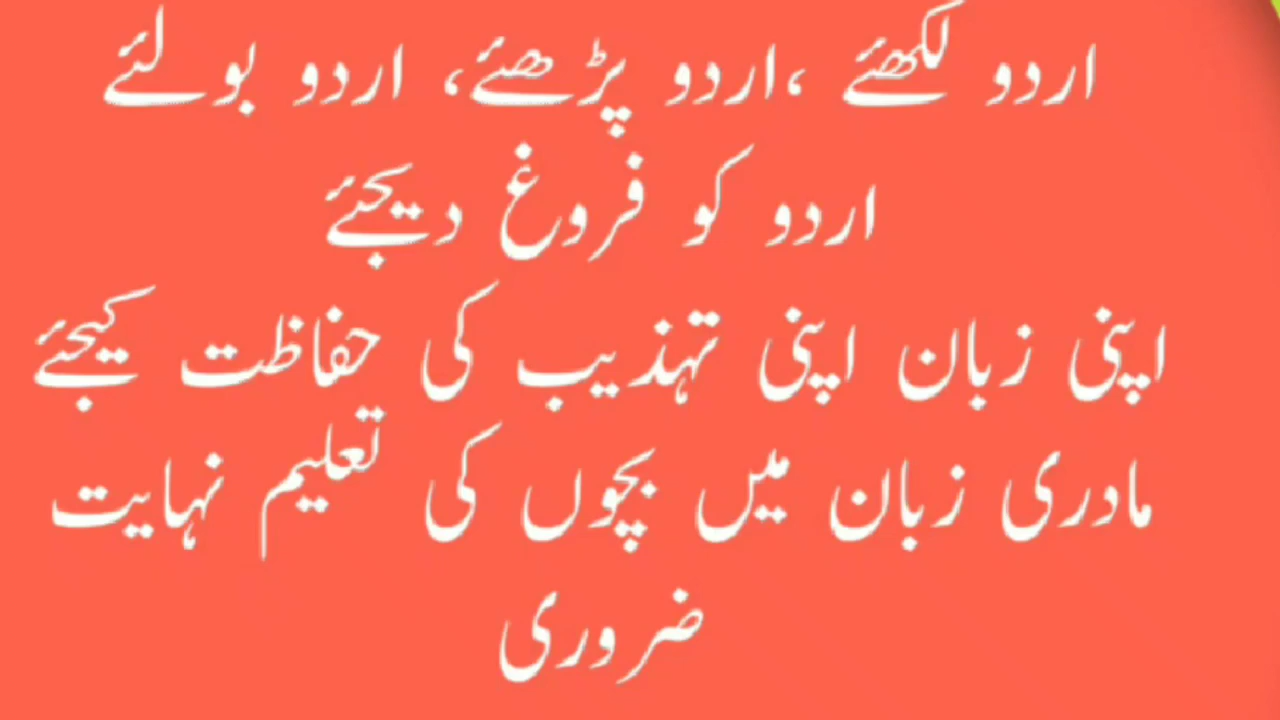 اردو لکھئے ،اردو پڑھئے، اردو بولئے
اردو کو فروغ دیجئے
اپنی زبان اپنی تہذیب کی حفاظت کیجئے
مادری زبان میں بچوں کی تعلیم نہایت
ضروری